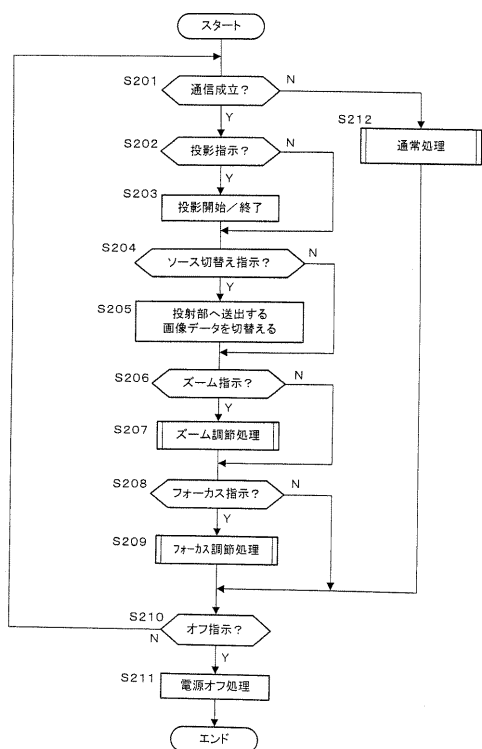 スタート
S201
通信成立?
N
Y
S212
通常処理
S202
投影指示?
N
Y
S203
投影開始/終了
S204
ソース切替え指示?
N
Y
S205
投射部へ送出する
画像データを切替える
S206
ズーム指示?
N
Y
S207
ズーム調節処理
S208
フォーカス指示?
N
Y
S209
フォーカス調節処理
S210
オフ指示?
N
Y
S211
電源オフ処理
エンド